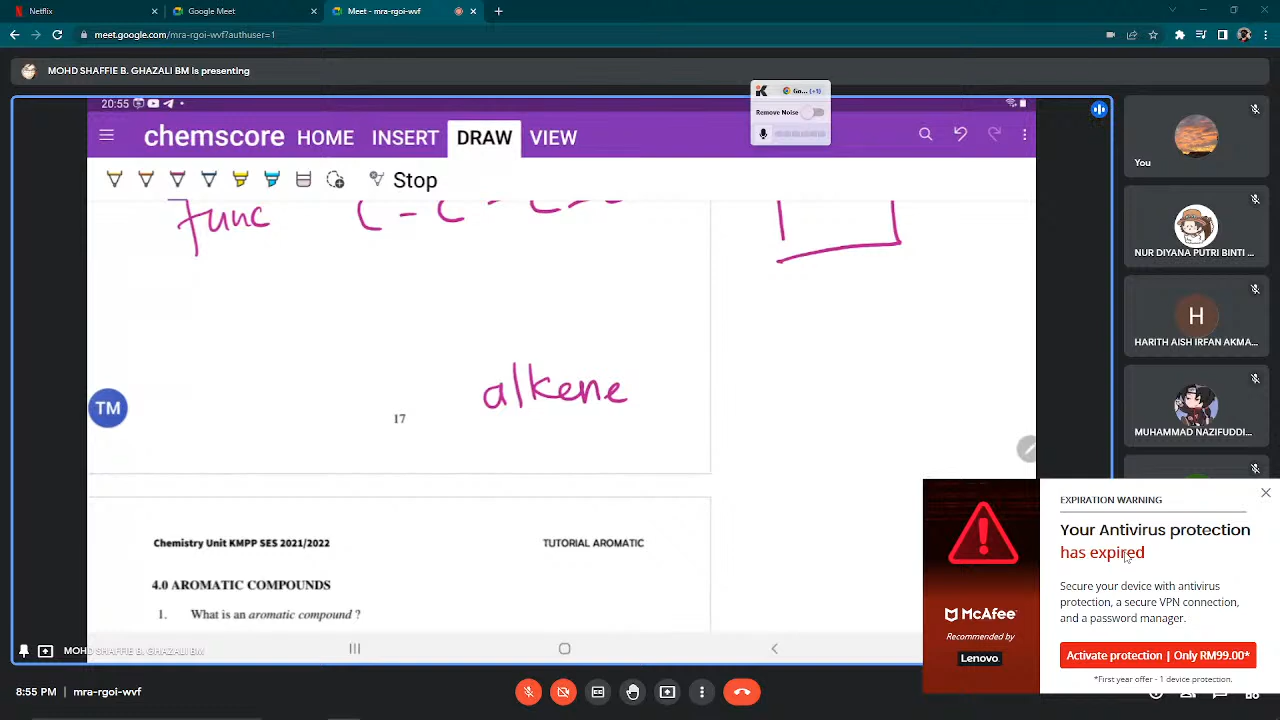 Netflix
Google Meet
Meet - mra-rgoi-wvf
meet.google.com/mra-rgoi-wvf?authuser=1
MOHD SHAFFIE B. GHAZALI BM is presenting
20:55
Go... (+1)
Remove Noise
chemscore HOME INSERT DRAW VIEW
Stop
func
alkene
TM
17
Chemistry Unit KMPP SES 2021/2022
TUTORIAL AROMATIC
4.0 AROMATIC COMPOUNDS
1. What is an aromatic compound ?
MOHD SHAFFIE B. GHAZALI BM
8:55 PM | mra-rgoi-wvf
You
NUR DIYANA PUTRI BINTI ...
H
HARITH AISH IRFAN AKMA...
MUHAMMAD NAZIFUDDI...
EXPIRATION WARNING
Your Antivirus protection
has expired
Secure your device with antivirus
protection, a secure VPN connection,
and a password manager.
McAfee
Recommended by
Lenovo
Activate protection | Only RM99.00*
*First year offer - 1 device protection.